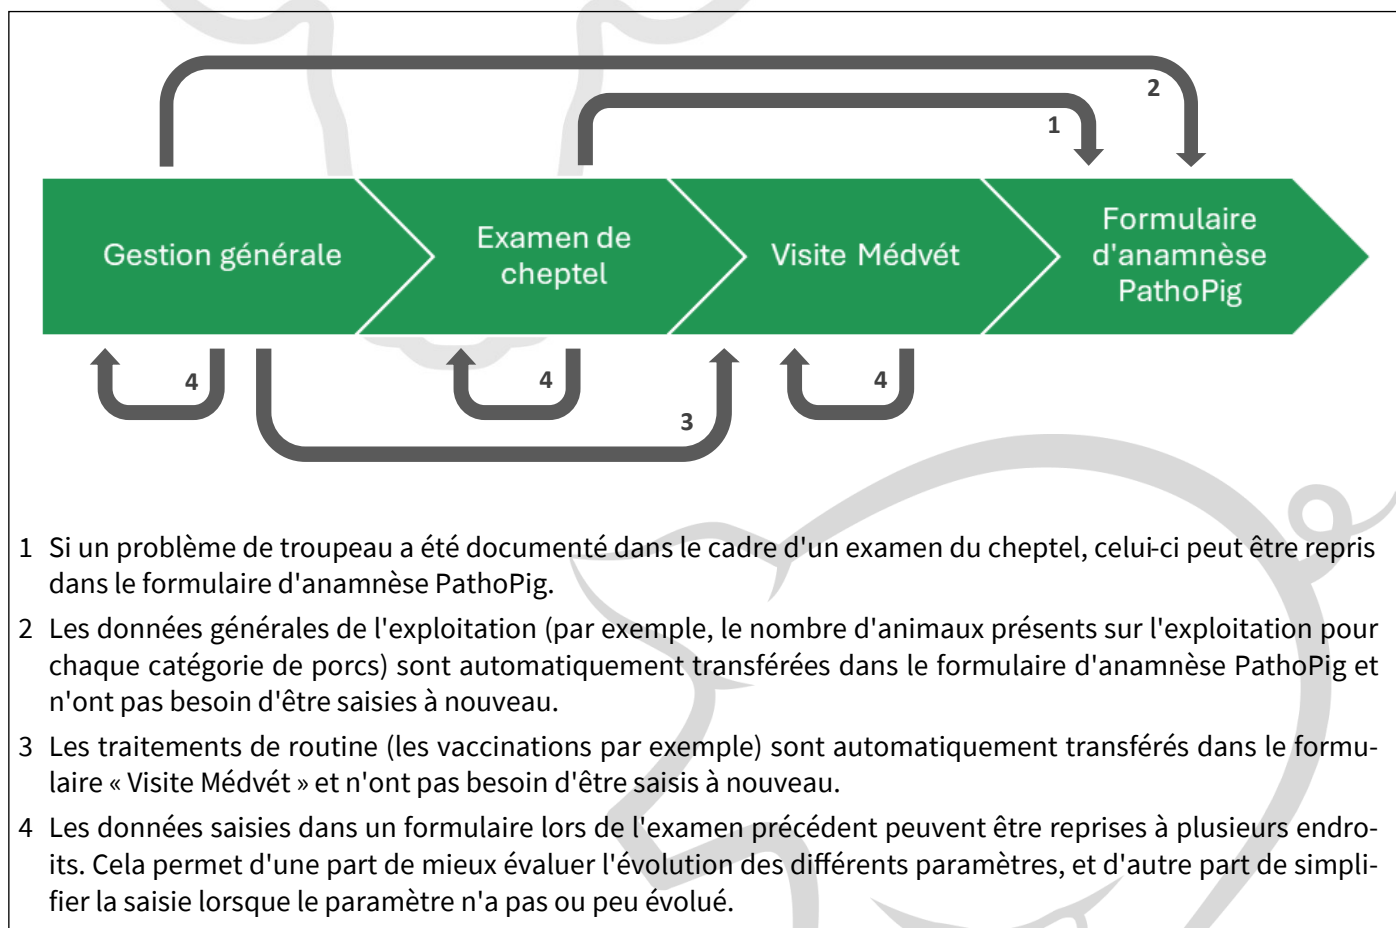 2
1
Gestion générale
Examen de
cheptel
Visite Médvét
Formulaire
d'anamnèse
PathoPig
4
4
4
3
1 Si un problème de troupeau a été documenté dans le cadre d'un examen du cheptel, celui-ci peut être repris
dans le formulaire d'anamnèse PathoPig.
2 Les données générales de l'exploitation (par exemple, le nombre d'animaux présents sur l'exploitation pour
chaque catégorie de porcs) sont automatiquement transférées dans le formulaire d'anamnèse PathoPig et
n'ont pas besoin d'être saisies à nouveau.
3 Les traitements de routine (les vaccinations par exemple) sont automatiquement transférés dans le formu-
laire « Visite Médvét » et n'ont pas besoin d'être saisis à nouveau.
4 Les données saisies dans un formulaire lors de l'examen précédent peuvent être reprises à plusieurs endro-
its. Cela permet d'une part de mieux évaluer l'évolution des différents paramètres, et d'autre part de simpli-
fier la saisie lorsque le paramètre n'a pas ou peu évolué.